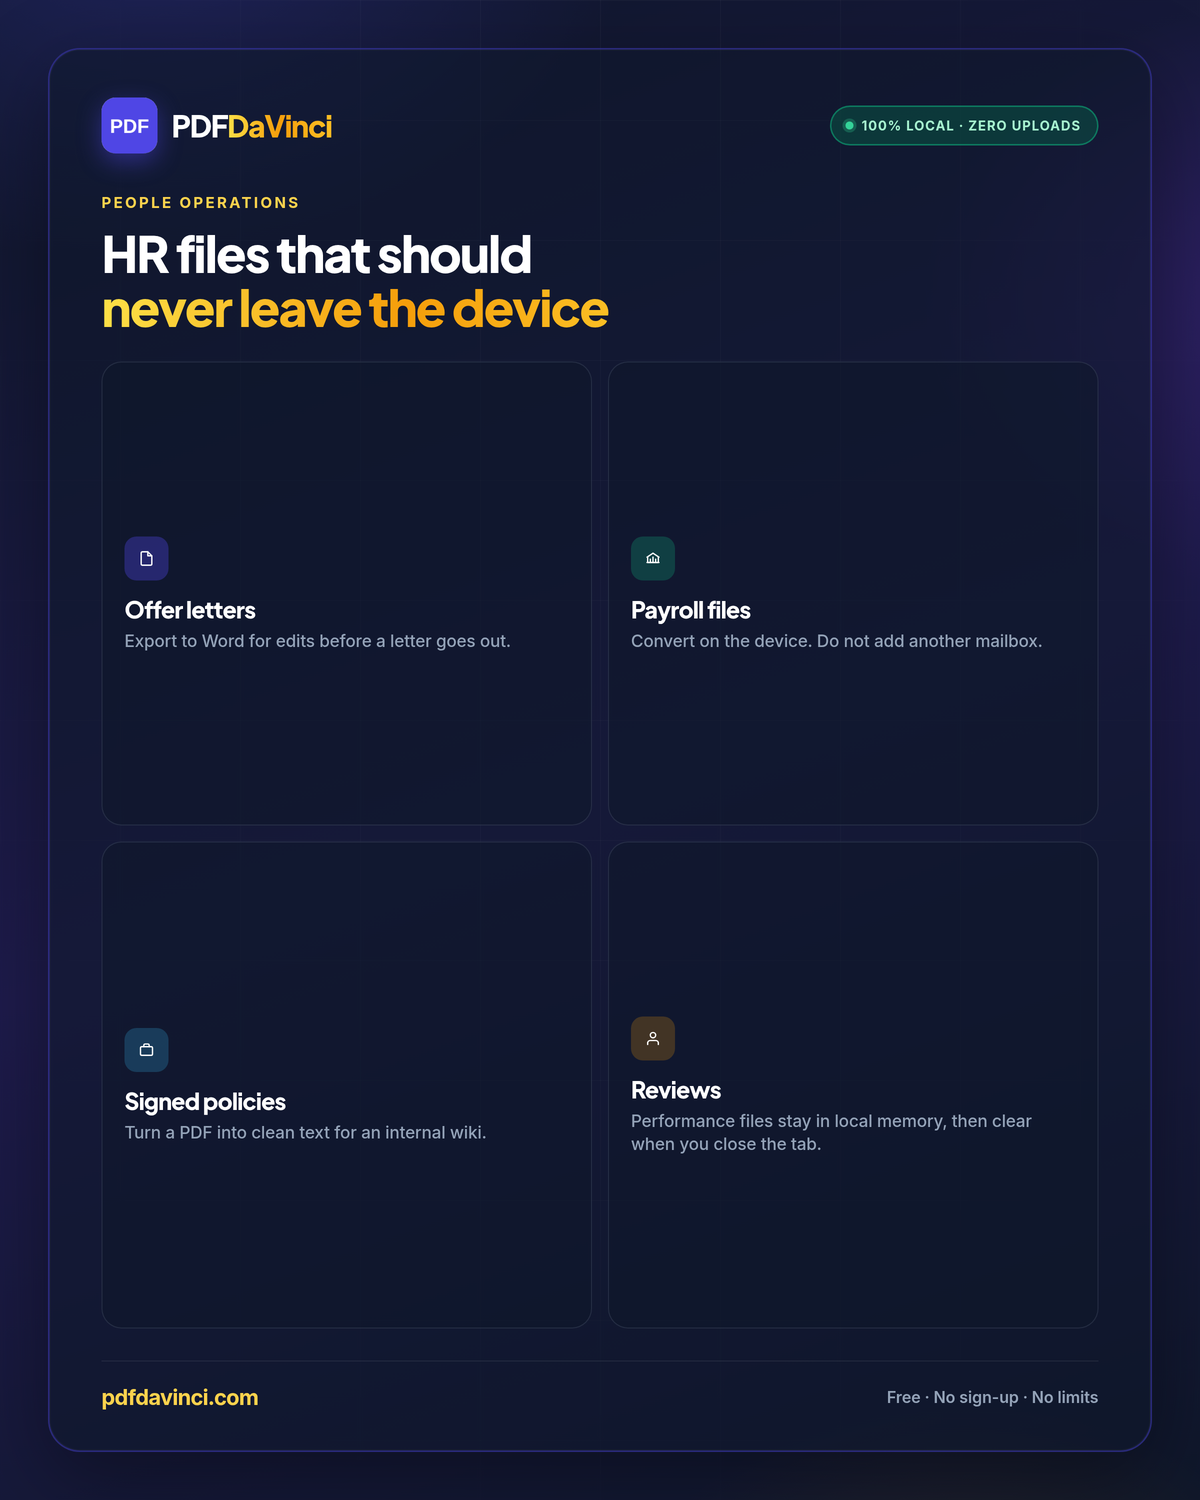 PDF
PDFDaVinci
100% LOCAL · ZERO UPLOADS
PEOPLE OPERATIONS
HR files that should
never leave the device
Offer letters
Export to Word for edits before a letter goes out.
Payroll files
Convert on the device. Do not add another mailbox.
Signed policies
Turn a PDF into clean text for an internal wiki.
Reviews
Performance files stay in local memory, then clear
when you close the tab.
pdfdavinci.com
Free · No sign-up · No limits